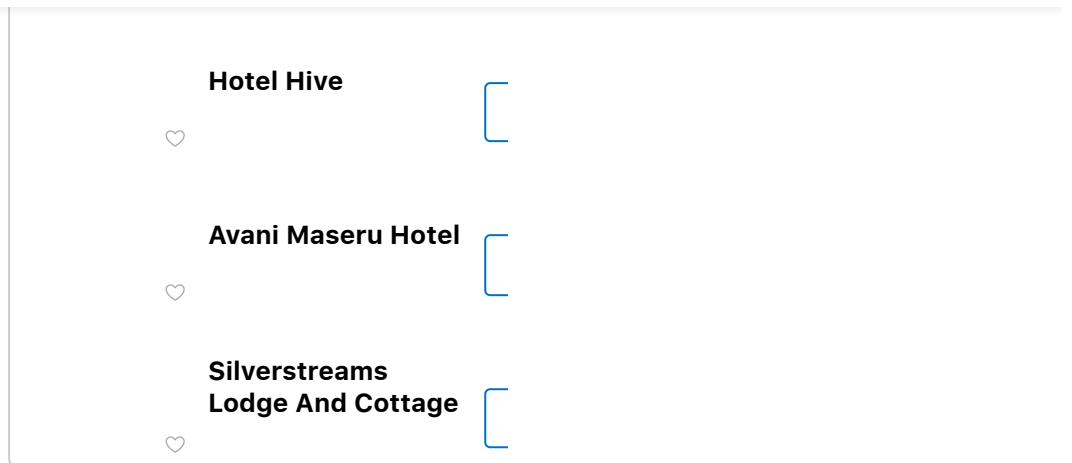 Hotel Hive
Avani Maseru Hotel
Silverstreams
Lodge And Cottage